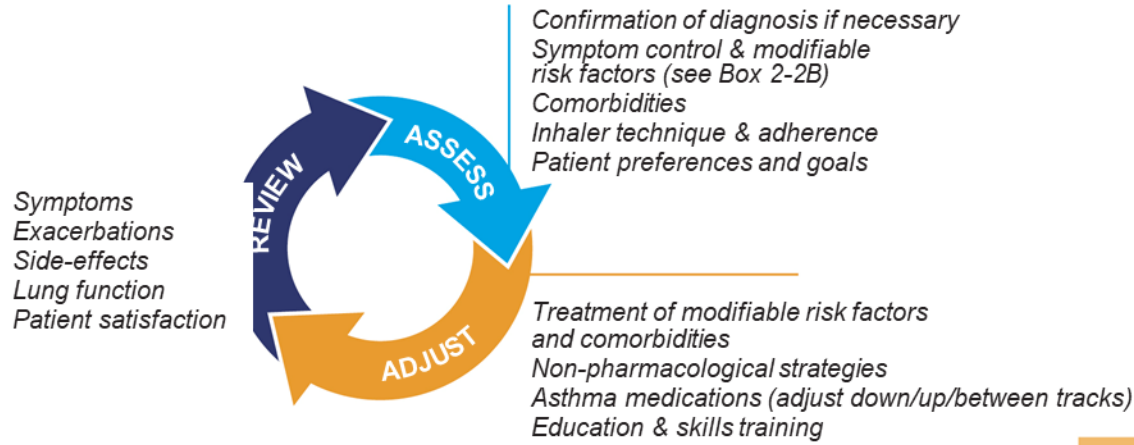 Confirmation of diagnosis if necessary
Symptom control & modifiable
risk factors (see Box 2-2B)
Comorbidities
Inhaler technique & adherence
Patient preferences and goals
ASSESS
REVIEW
Symptoms
Exacerbations
Side-effects
Lung function
Patient satisfaction
ADJUST
Treatment of modifiable risk factors
and comorbidities
Non-pharmacological strategies
Asthma medications (adjust down/up/between tracks)
Education & skills training